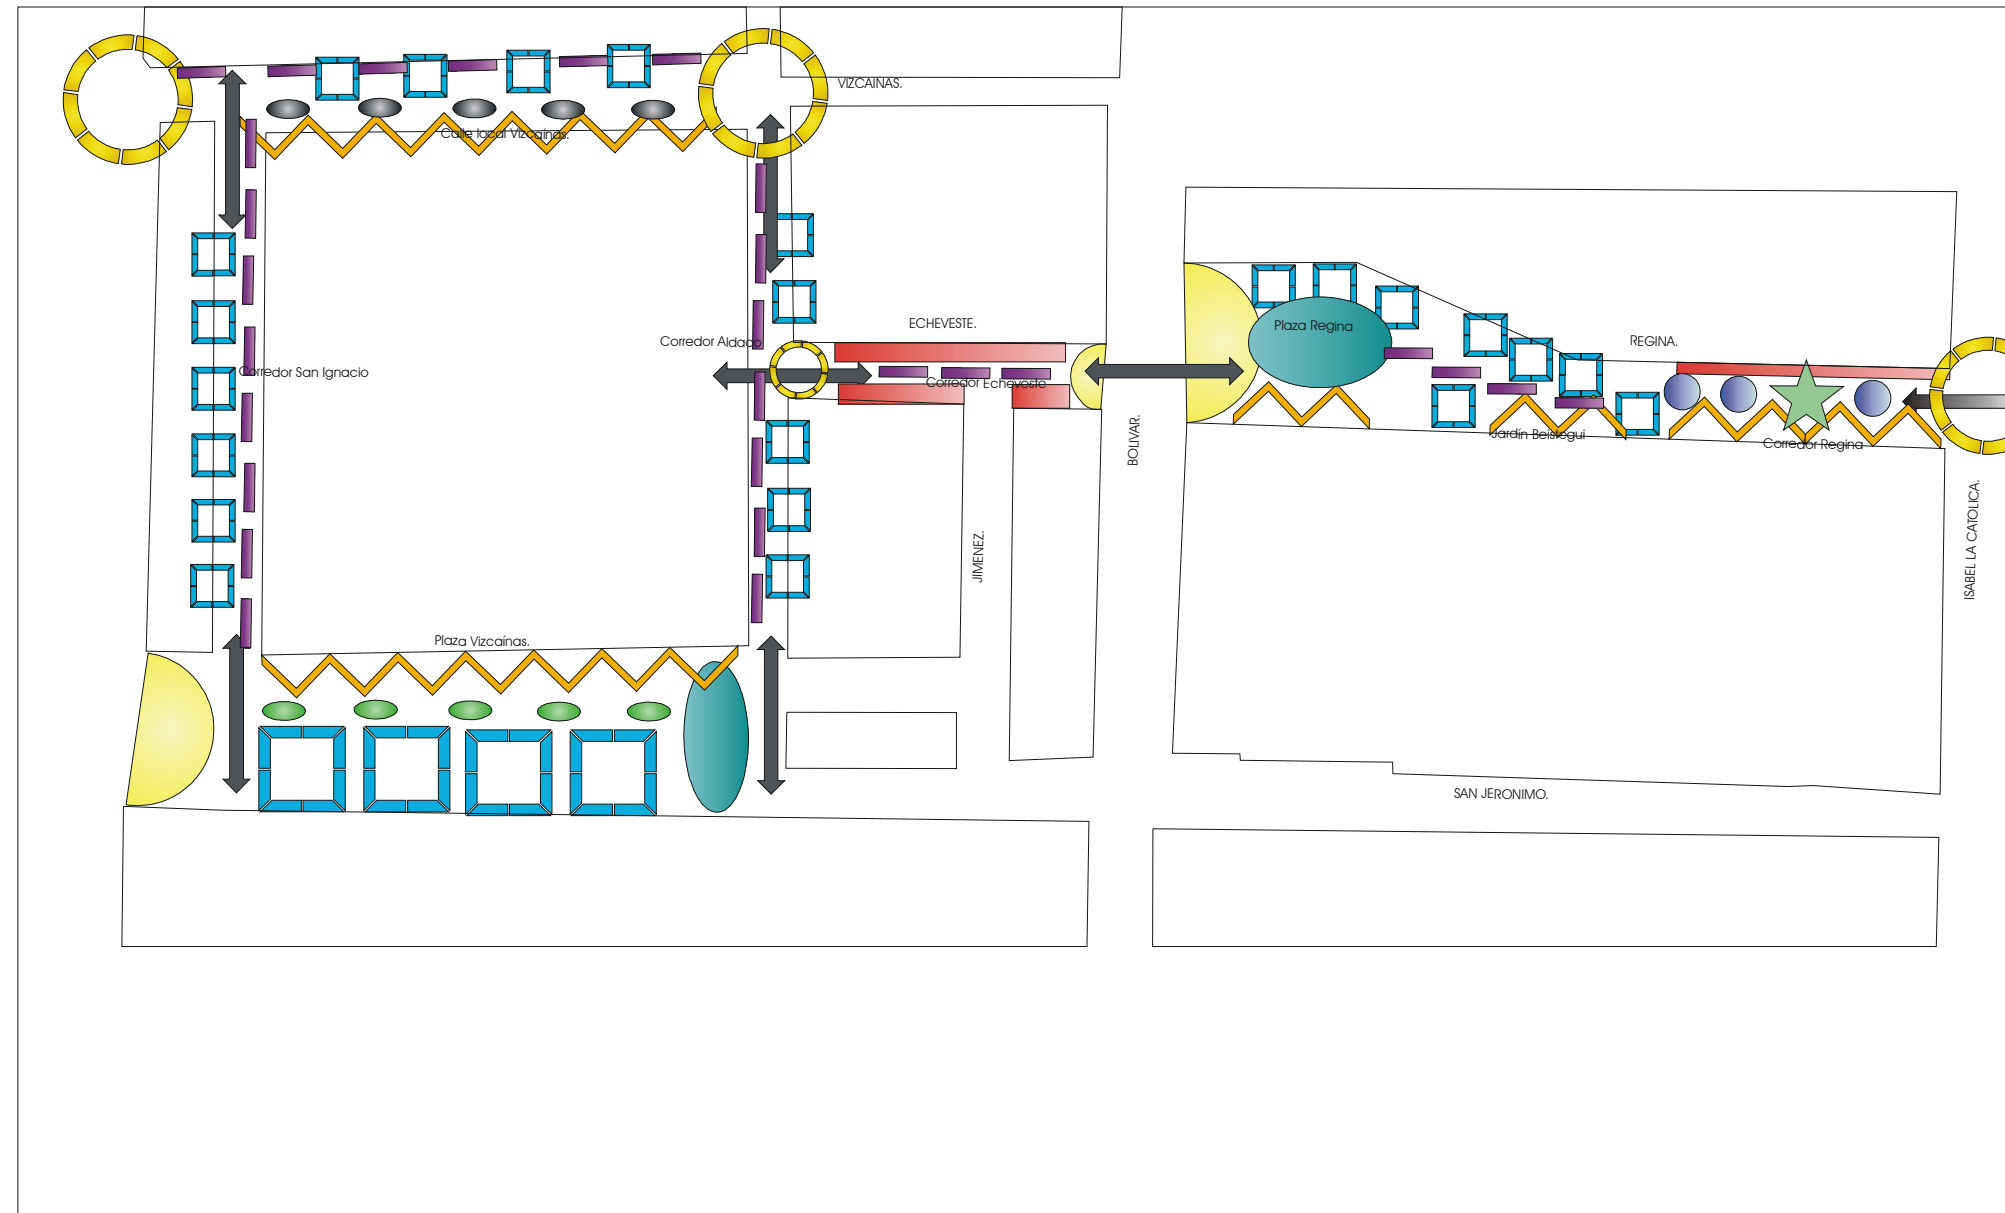 VIZCAINAS.
Calle local Vizcaínas.
ECHEVESTE.
Plaza Regina
Corredor Aldaco
REGINA.
Corredor San Ignacio
Corredor Echeveste
BOLIVAR.
Jardín Beistegui
Corredor Regina
ISABEL LA CATOLICA.
JIMENEZ.
Plaza Vizcaínas.
SAN JERONIMO.